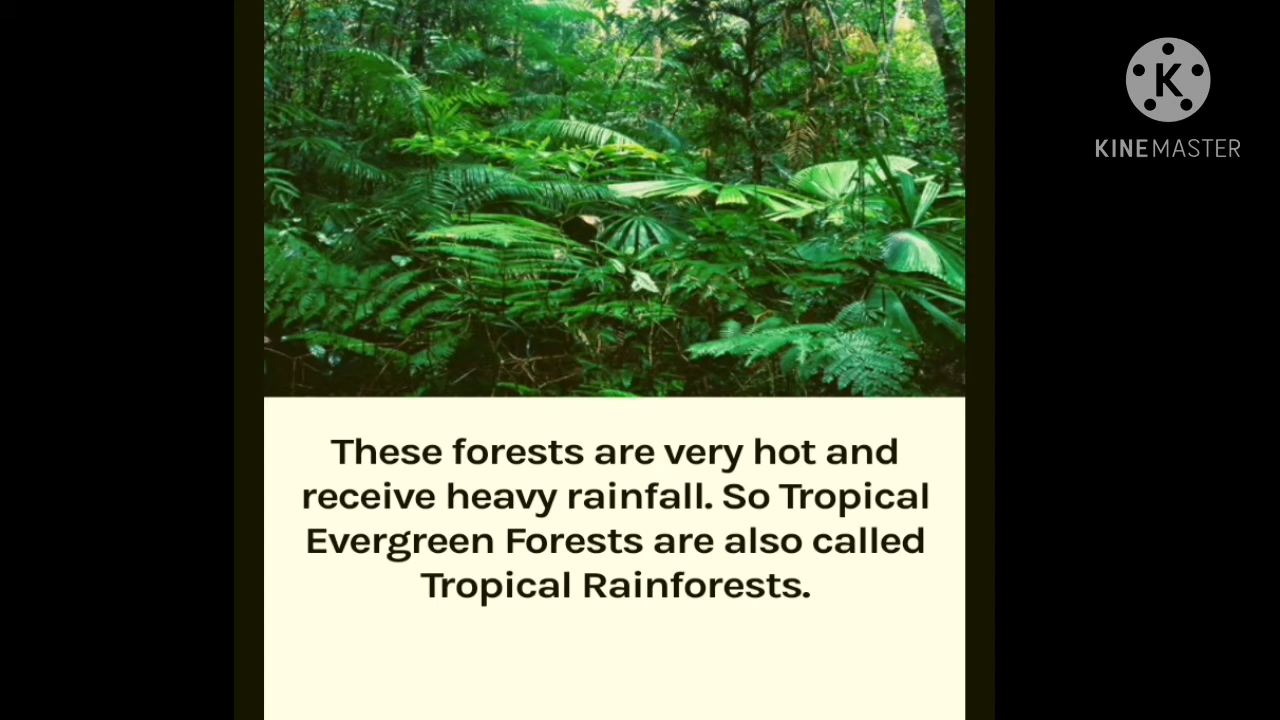 K
KINEMASTER
These forests are very hot and
receive heavy rainfall. So Tropical
Evergreen Forests are also called
Tropical Rainforests.